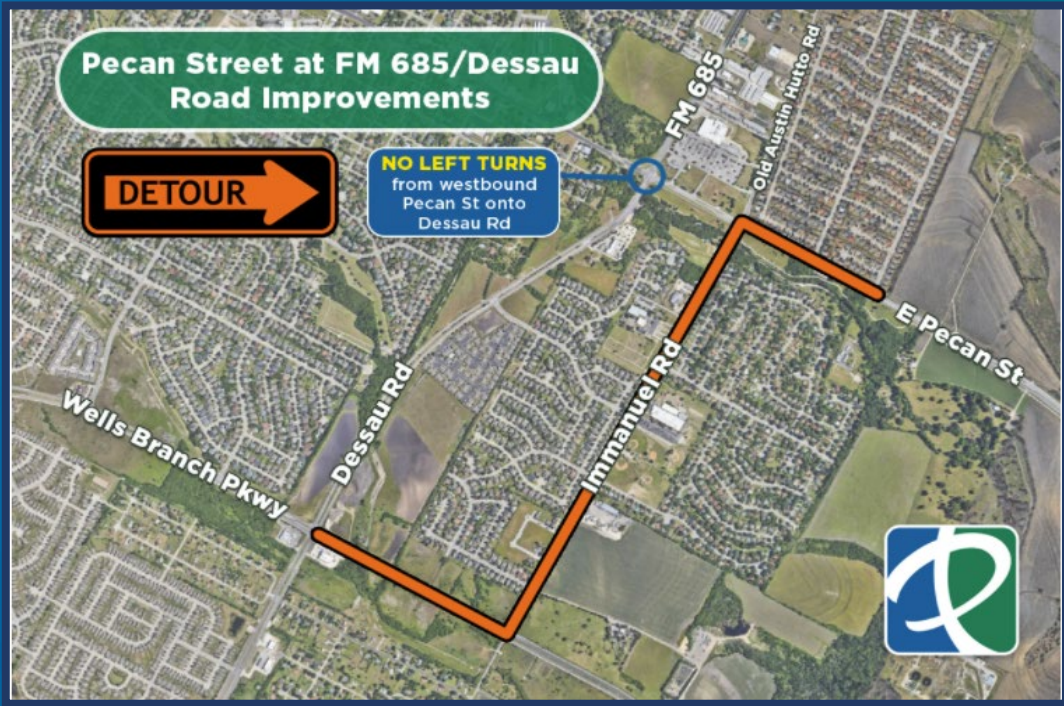 Pecan Street at FM 685/Dessau
Road Improvements
DETOUR
NO LEFT TURNS
from westbound
Pecan St onto
Dessau Rd
FM 685
Old Austin Hutto Rd
E Pecan St
Immanuel Rd
Dessau Rd
Wells Branch Pkwy